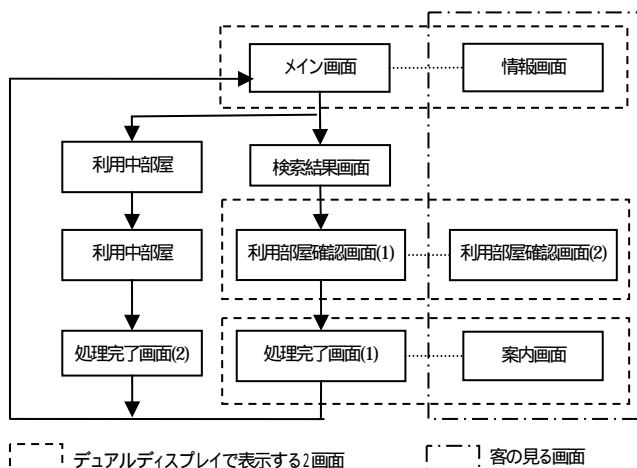 メイン画面
情報画面
利用中部屋
検索結果画面
利用中部屋
利用部屋確認画面(1)
利用部屋確認画面(2)
処理完了画面(2)
処理完了画面(1)
案内画面
デュアルディスプレイで表示する2画面
客の見る画面